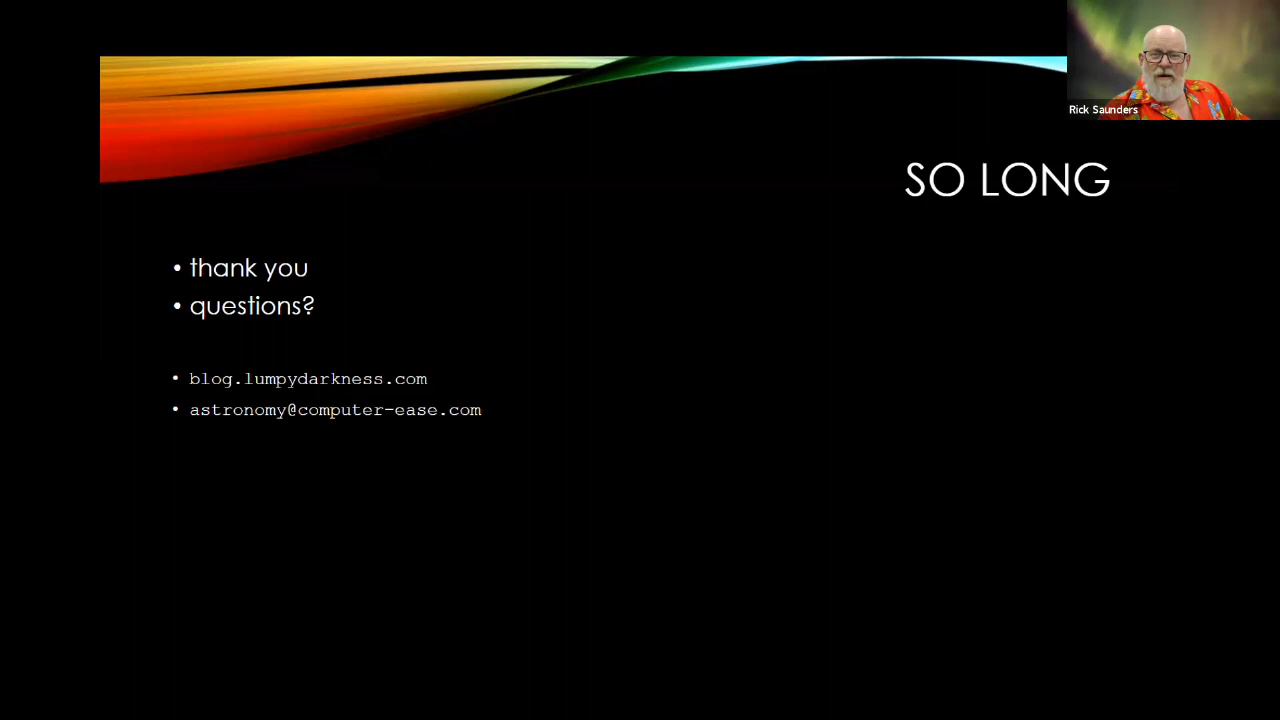 Rick Saunders
SO LONG
• thank you
• questions?
• blog.lumpydarkness.com
• astronomy@computer-ease.com